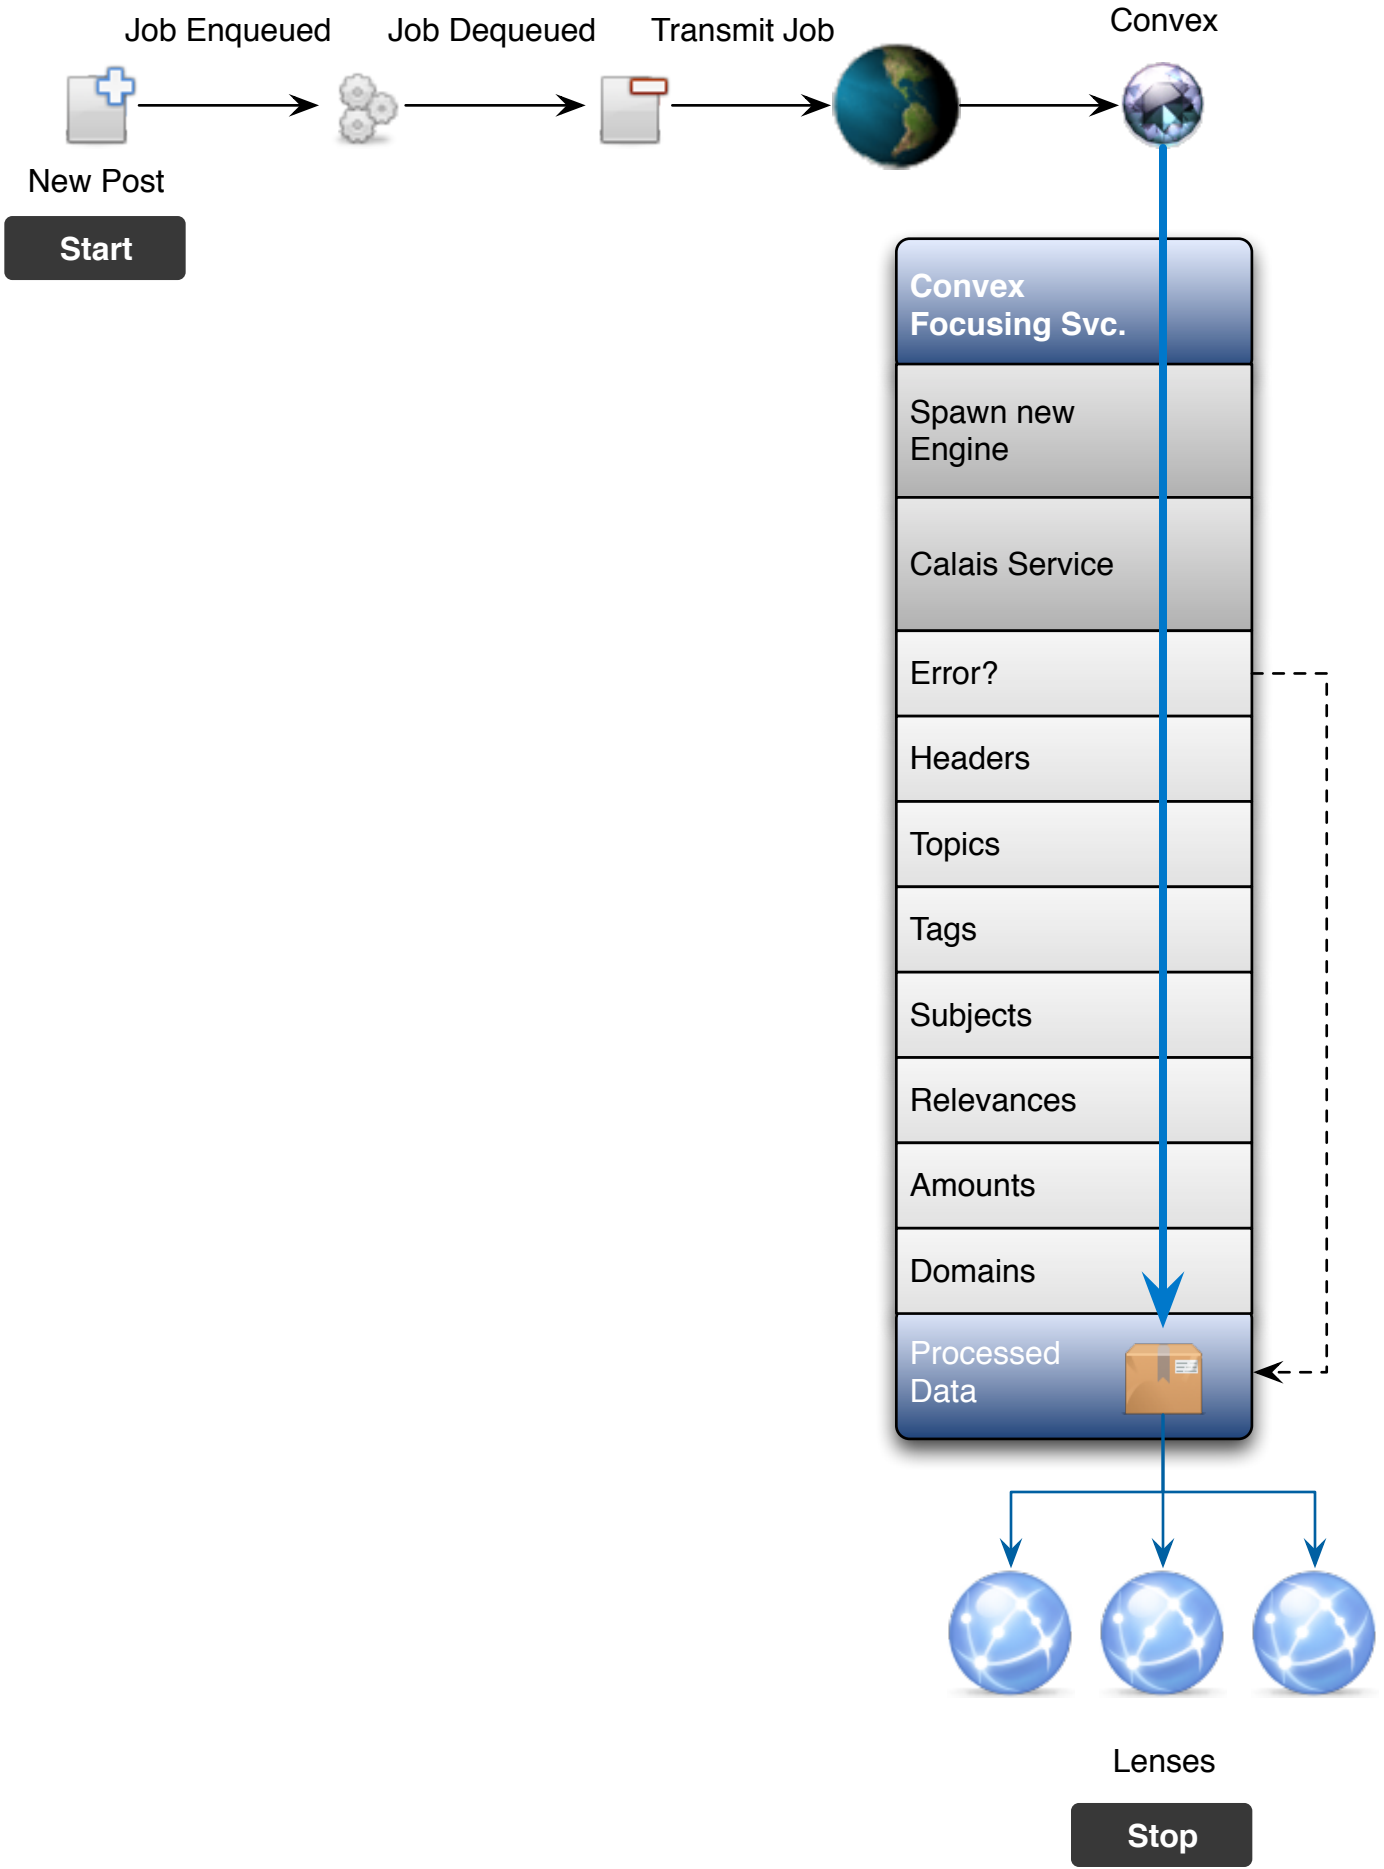 Job Enqueued
Job Dequeued
Transmit Job
Convex
New Post
Start
Convex
Focusing Svc.
Spawn new
Engine
Calais Service
Error?
Headers
Topics
Tags
Subjects
Relevances
Amounts
Domains
Processed
Data
Lenses
Stop